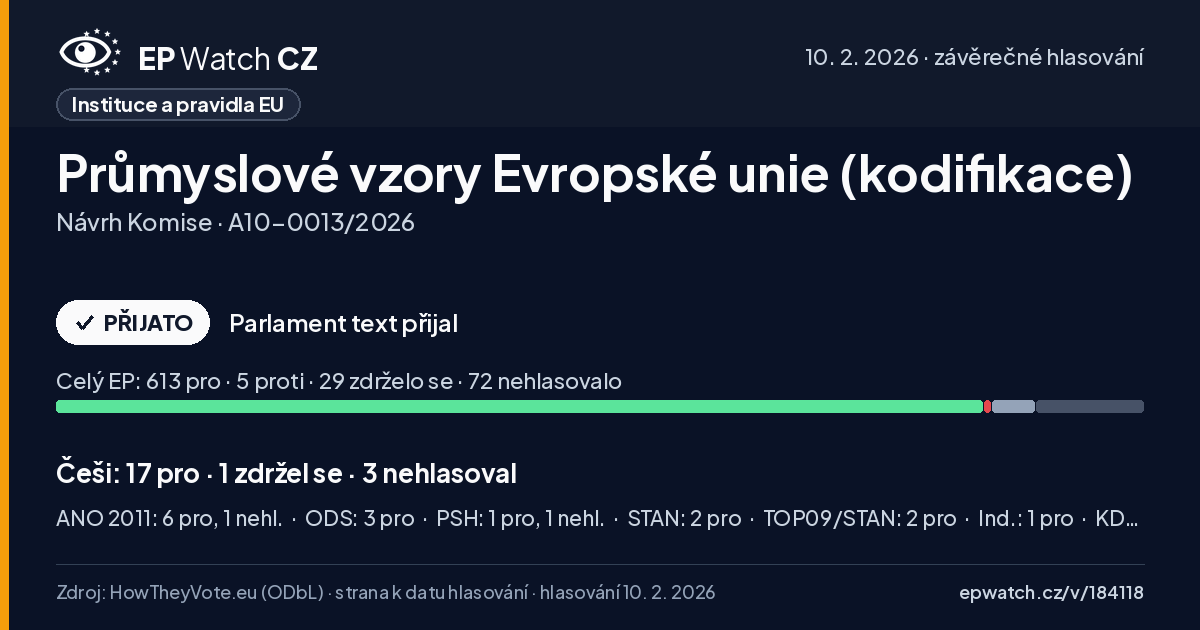 EP Watch CZ
10. 2. 2026 · závěrečné hlasování
Instituce a pravidla EU
Průmyslové vzory Evropské unie (kodifikace)
Návrh Komise · A10–0013/2026
✓ PŘIJATO
Parlament text přijal
Celý EP: 613 pro · 5 proti · 29 zdrželo se · 72 nehlasovalo
Češi: 17 pro · 1 zdržel se · 3 nehlasoval
ANO 2011: 6 pro, 1 nehl. · ODS: 3 pro · PSH: 1 pro, 1 nehl. · STAN: 2 pro · TOP09/STAN: 2 pro · Ind.: 1 pro · KD…
Zdroj: HowTheyVote.eu (ODbL) · strana k datu hlasování · hlasování 10. 2. 2026
epwatch.cz/v/184118